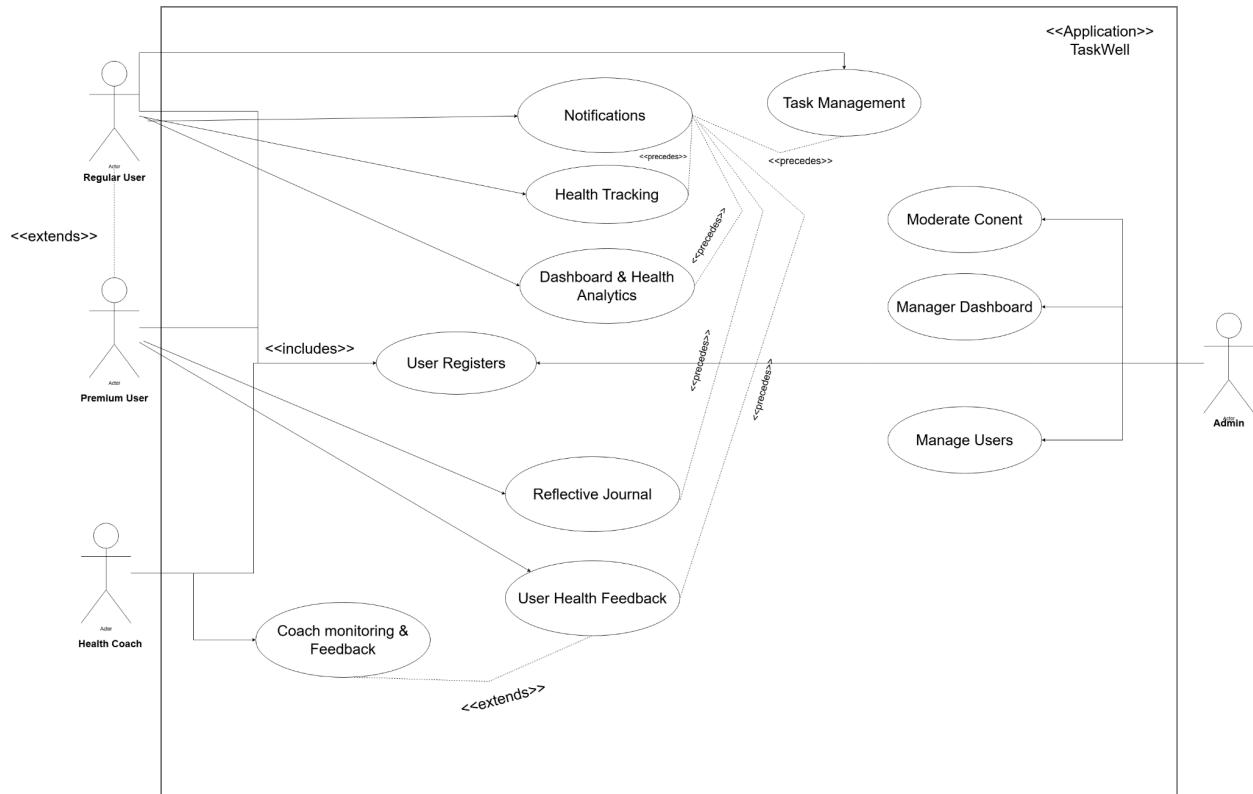 <<Application>>
TaskWell
Task Management
Notifications
Actor
Regular User
<<precedes>>
<<precedes>>
Health Tracking
Moderate Conent
<<extends>>
<<precedes>>
Dashboard & Health
Analytics
Manager Dashboard
<<includes>>
User Registers
<<precedes>>
<<precedes>>
Actor
Premium User
Actor
Admin
Manage Users
Reflective Journal
User Health Feedback
Actor
Health Coach
Coach monitoring &
Feedback
<<extends>>